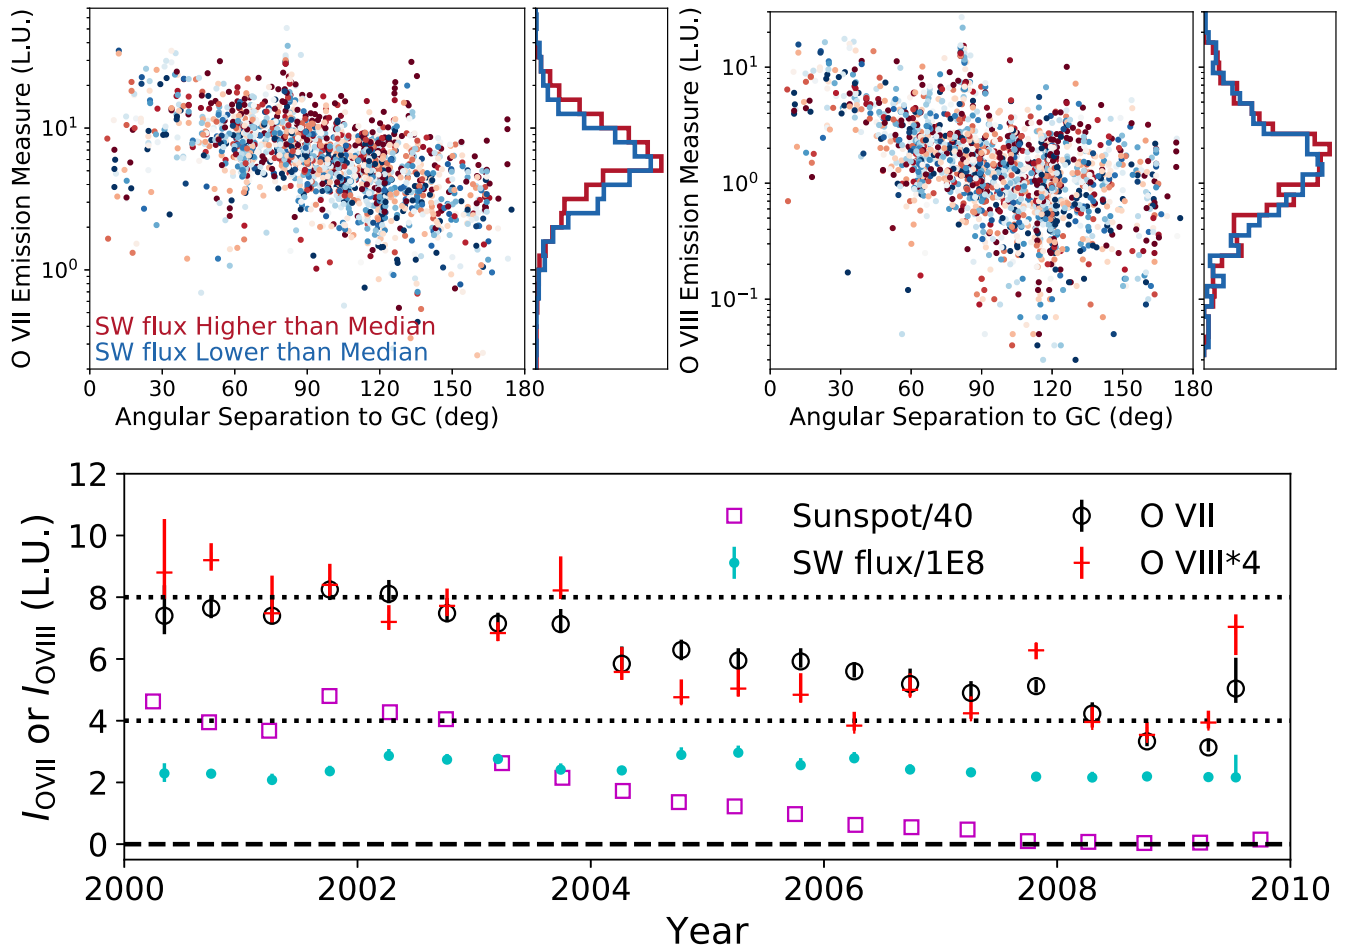 O VII Emission Measure (L.U.)
10¹
10⁰
SW flux Higher than Median
SW flux Lower than Median
0 30 60 90 120 150 180
Angular Separation to GC (deg)
O VIII Emission Measure (L.U.)
10¹
10⁰
10⁻¹
0 30 60 90 120 150 180
Angular Separation to GC (deg)
I_OVII or I_OVIII (L.U.)
12
10
8
6
4
2
0
Sunspot/40
SW flux/1E8
O VII
O VIII*4
2000 2002 2004 2006 2008 2010
Year